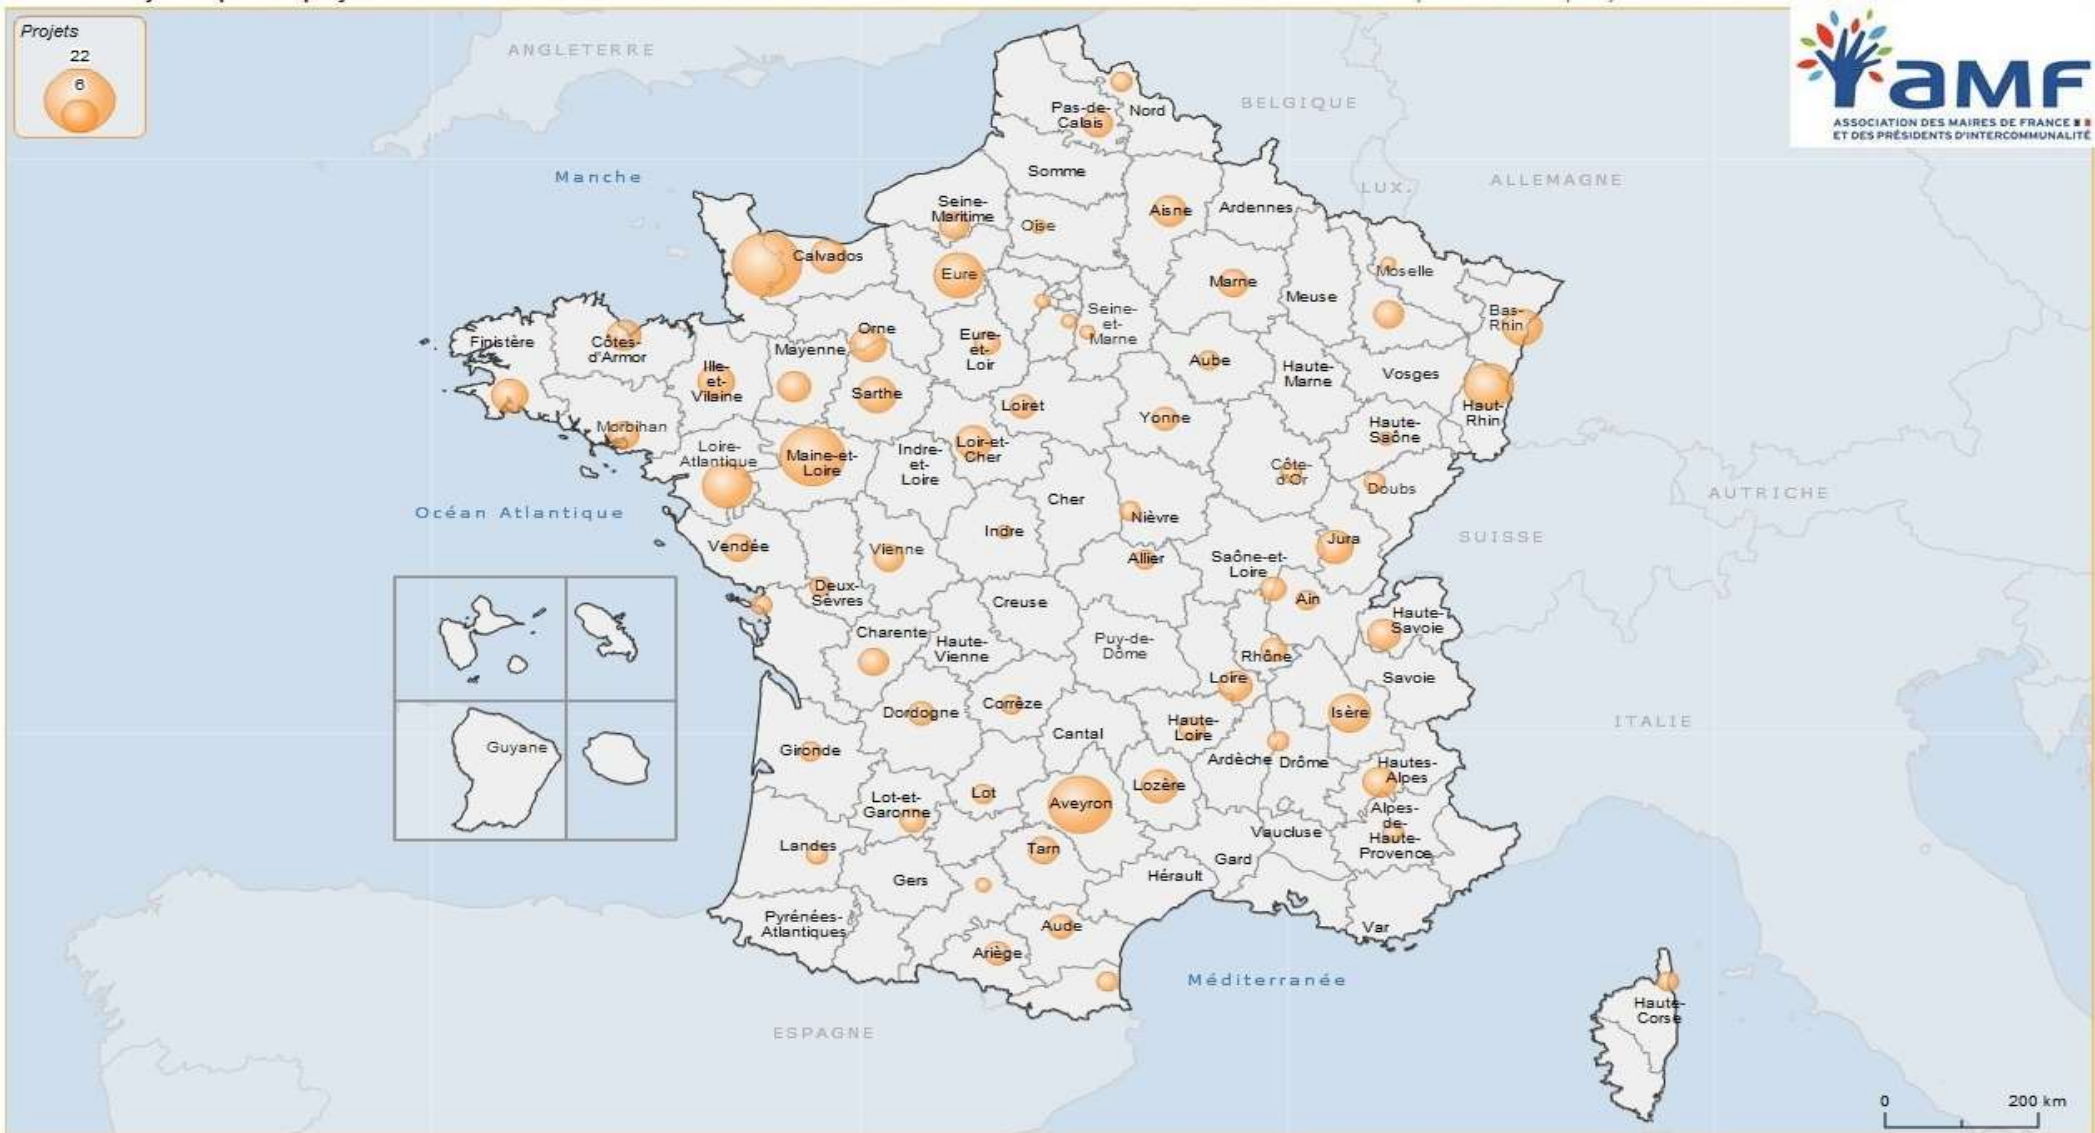 Projets
22
6
aMF
ASSOCIATION DES MAIRES DE FRANCE
ET DES PRÉSIDENTS D'INTERCOMMUNALITÉ
ANGLETERRE
BELGIQUE
LUX.
ALLEMAGNE
Manche
Pas-de-
Calais
Nord
Somme
Seine-
Maritime
Oise
Aisne
Ardennes
Calvados
Eure
Marne
Meuse
Moselle
Bas-
Rhin
Seine-
et-
Marne
Finistère
Côtes-
d'Armor
Orne
Mayenne
Eure-
et-
Loir
Aube
Haute-
Marne
Vosges
Ille-
et-
Vilaine
Sarthe
Haut-
Rhin
Morbihan
Loiret
Yonne
Haute-
Saône
Loire-
Atlantique
Maine-et-
Loire
Indre-
et-
Loire
Loir-et-
Cher
Côte-
d'Or
Doubs
AUTRICHE
Océan Atlantique
Cher
Nièvre
SUISSE
Vendée
Vienne
Indre
Allier
Saône-et-
Loire
Jura
Deux-
Sèvres
Creuse
Ain
Haute-
Savoie
Charente
Haute-
Vienne
Puy-de-
Dôme
Rhône
Loire
Savoie
Dordogne
Corrèze
Isère
ITALIE
Guyane
Gironde
Cantal
Haute-
Loire
Ardèche
Drôme
Hautes-
Alpes
Lot-et-
Garonne
Lot
Aveyron
Lozère
Alpes-
de-
Haute-
Provence
Landes
Tarn
Vaucluse
Gard
Gers
Hérault
Pyrénées-
Atlantiques
Aude
Var
Ariège
Méditerranée
ESPAGNE
Haute-
Corse
0
200 km